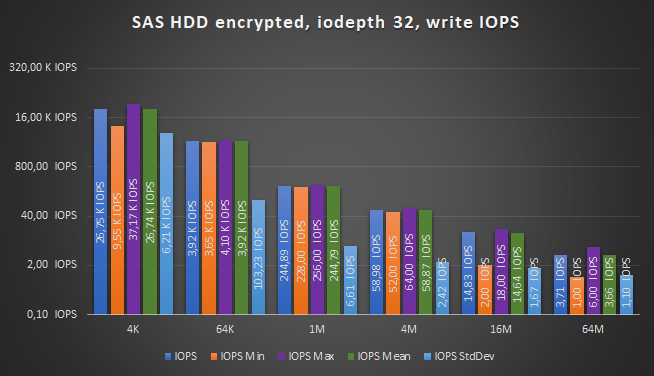 SAS HDD encrypted, iodepth 32, write IOPS
320,00 K IOPS
16,00 K IOPS
800,00 IOPS
40,00 IOPS
2,00 IOPS
0,10 IOPS
26,75 K IOPS
9,55 K IOPS
37,17 K IOPS
26,74 K IOPS
6,21 K IOPS
3,92 K IOPS
3,65 K IOPS
4,10 K IOPS
3,92 K IOPS
103,23 IOPS
244,89 IOPS
228,00 IOPS
256,00 IOPS
244,79 IOPS
6,61 IOPS
58,98 IOPS
52,00 IOPS
64,00 IOPS
58,87 IOPS
2,42 IOPS
14,83 IOPS
2,00 IOPS
18,00 IOPS
14,64 IOPS
1,67 IOPS
3,71 IOPS
1,00 IOPS
6,00 IOPS
3,66 IOPS
1,10 IOPS
4K 64K 1M 4M 16M 64M
IOPS IOPS Min IOPS Max IOPS Mean IOPS StdDev